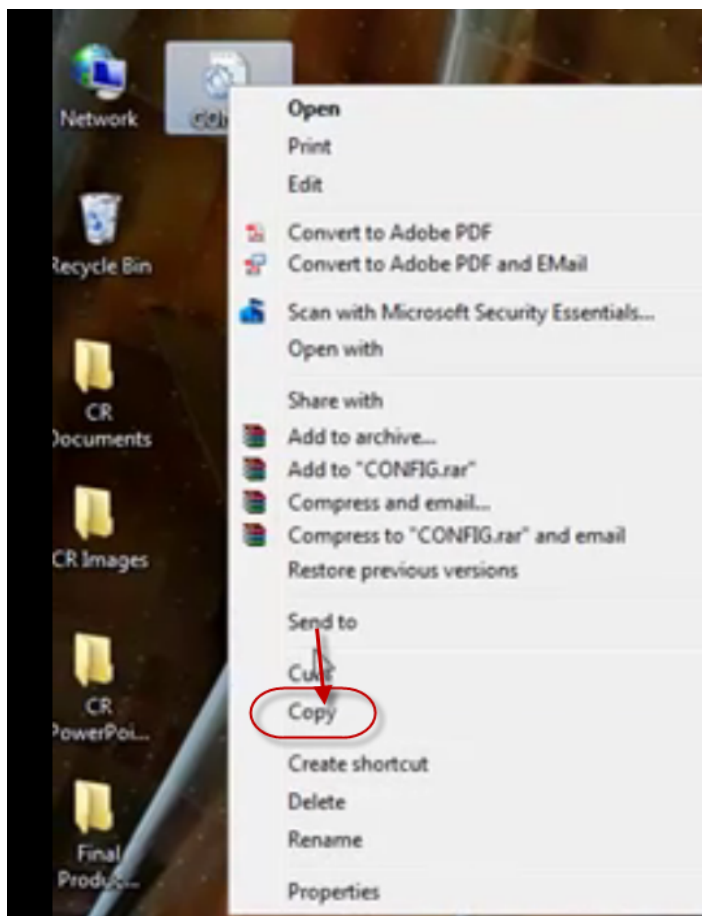 Network
Recycle Bin
CR
Documents
CR Images
CR
PowerPoi...
Final
Open
Print
Edit
Convert to Adobe PDF
Convert to Adobe PDF and EMail
Scan with Microsoft Security Essentials...
Open with
Share with
Add to archive...
Add to "CONFIG.rar"
Compress and email...
Compress to "CONFIG.rar" and email
Restore previous versions
Send to
Copy
Create shortcut
Delete
Rename
Properties